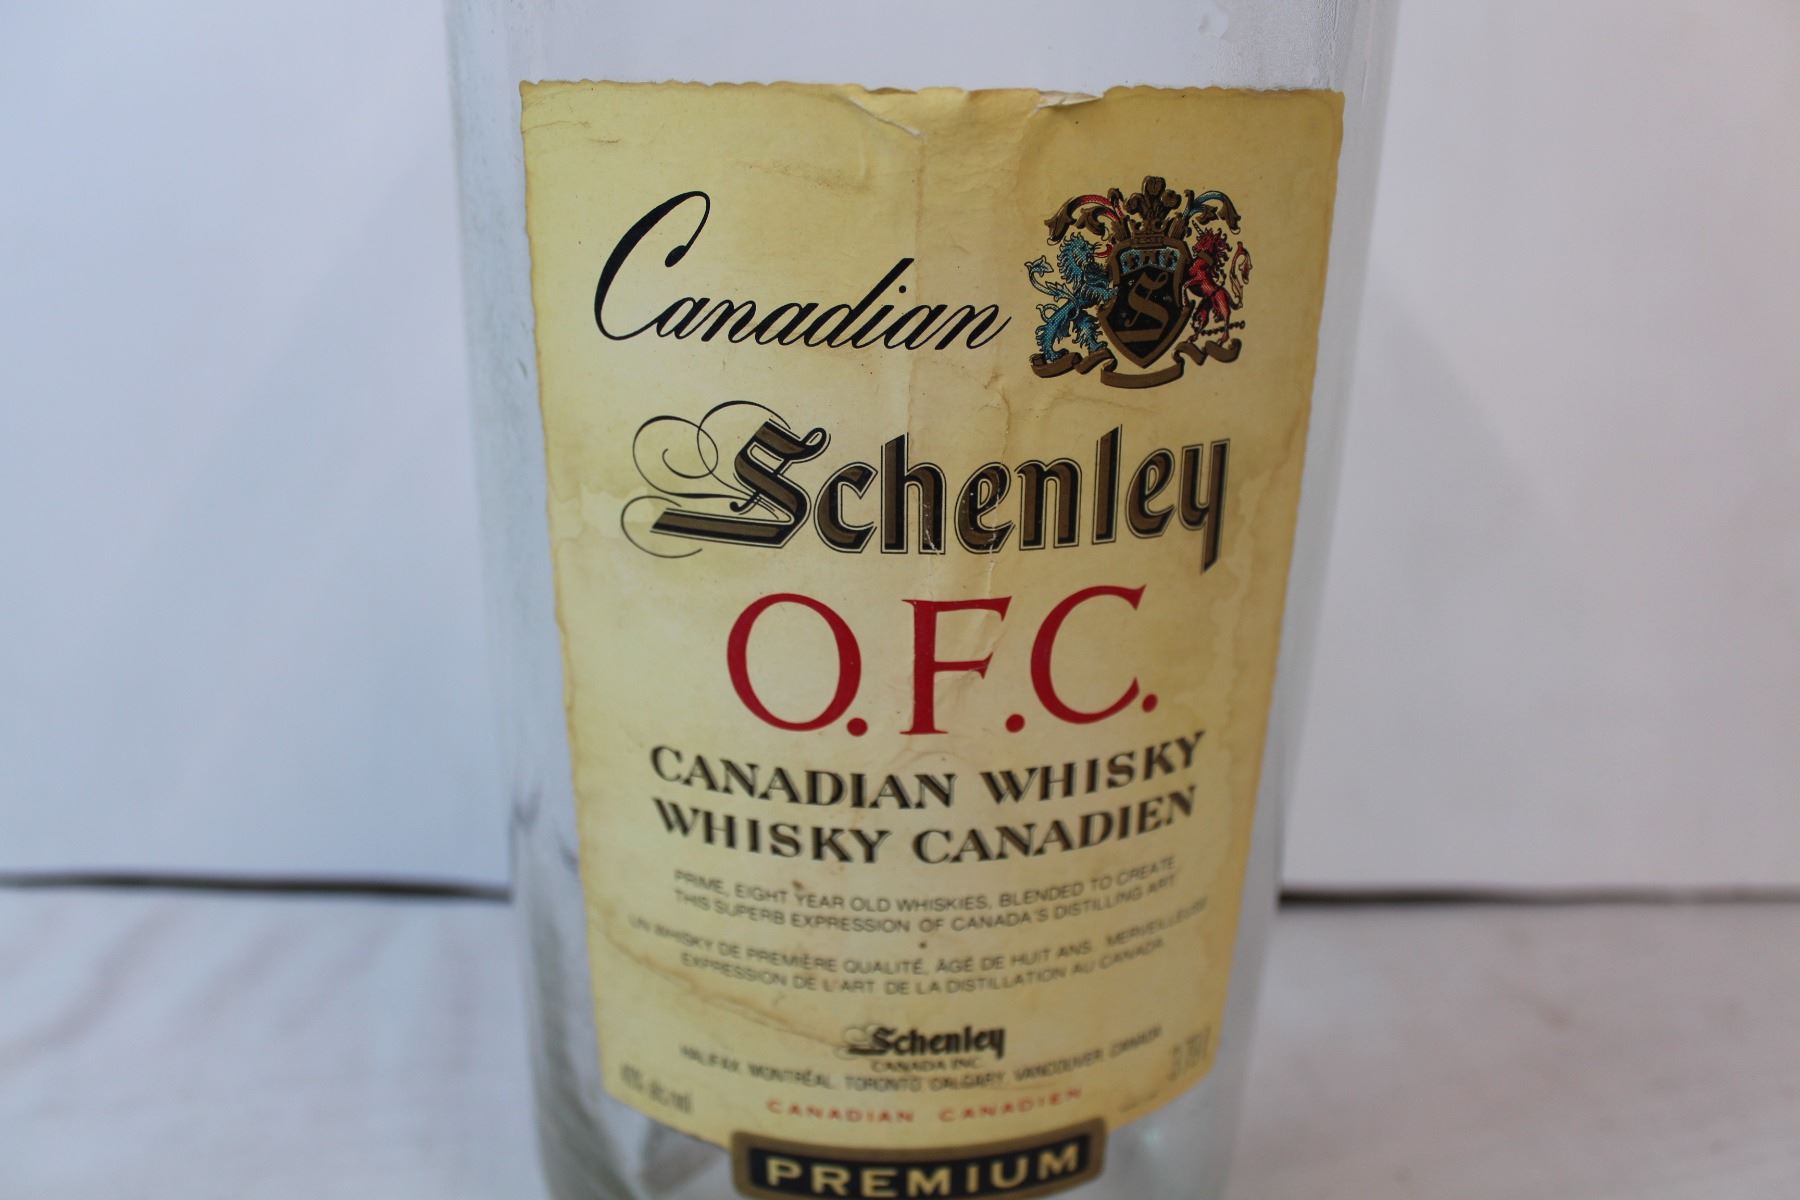 Canadian
S
Schenley
O.F.C.
CANADIAN WHISKY
WHISKY CANADIEN
PRIME, EIGHT YEAR OLD WHISKIES, BLENDED TO CREATE
THIS SUPERB EXPRESSION OF CANADA'S DISTILLING ART
UN WHISKY DE PREMIÈRE QUALITÉ, ÂGÉ DE HUIT ANS. MERVEILLEUSE
EXPRESSION DE L'ART DE LA DISTILLATION AU CANADA.
Schenley
CANADA INC.
HALIFAX MONTRÉAL TORONTO CALGARY VANCOUVER CANADA
CANADIAN CANADIEN
PREMIUM